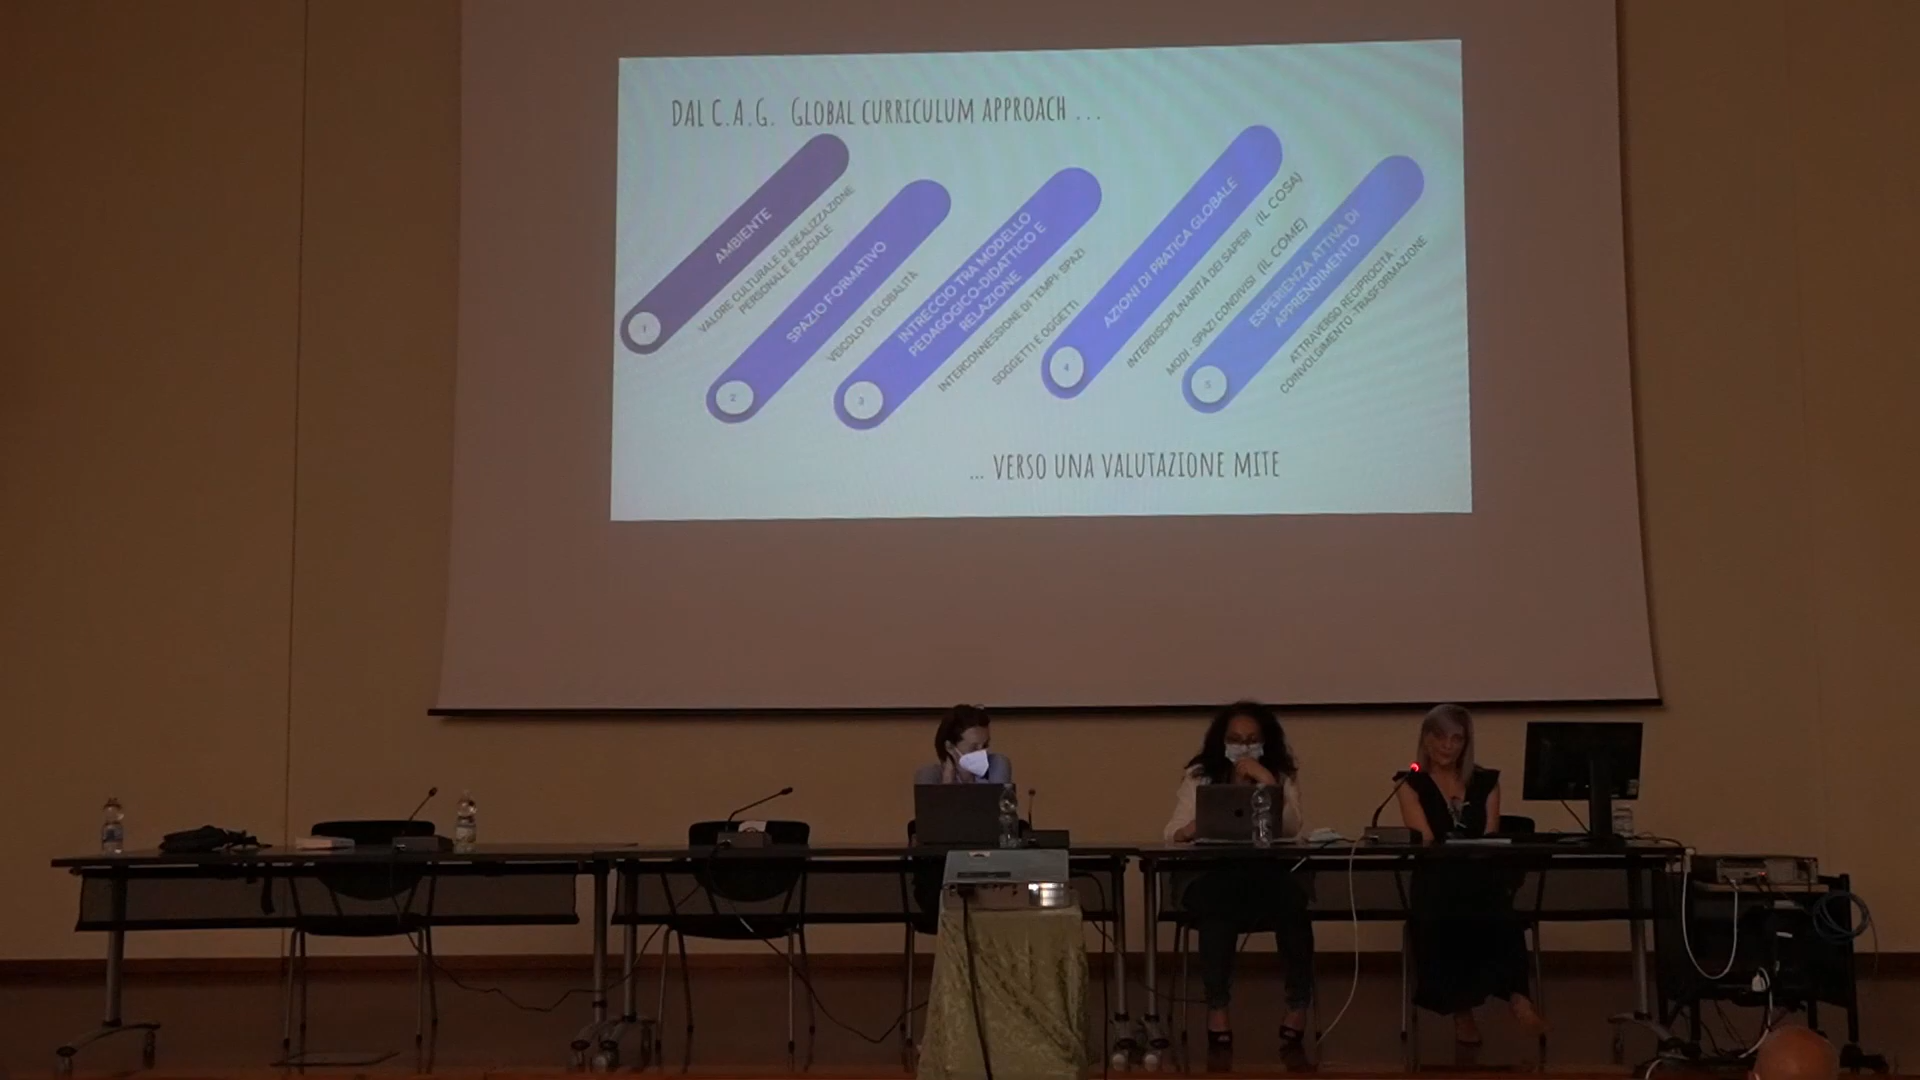 DAL C.A.G. GLOBAL CURRICULUM APPROACH ...
1
AMBIENTE
VALORE CULTURALE DI REALIZZAZIONE
PERSONALE E SOCIALE
2
SPAZIO FORMATIVO
VEICOLO DI GLOBALITÀ
3
INTRECCIO TRA MODELLO
PEDAGOGICO-DIDATTICO E
RELAZIONE
INTERCONNESSIONE DI TEMPI- SPAZI
SOGGETTI E OGGETTI
4
AZIONI DI PRATICA GLOBALE
INTERDISCIPLINARITÀ DEI SAPERI (IL COSA)
MODI - SPAZI CONDIVISI (IL COME)
5
ESPERIENZA ATTIVA DI
APPRENDIMENTO
ATTRAVERSO RECIPROCITÀ -
COINVOLGIMENTO -TRASFORMAZIONE
... VERSO UNA VALUTAZIONE MITE